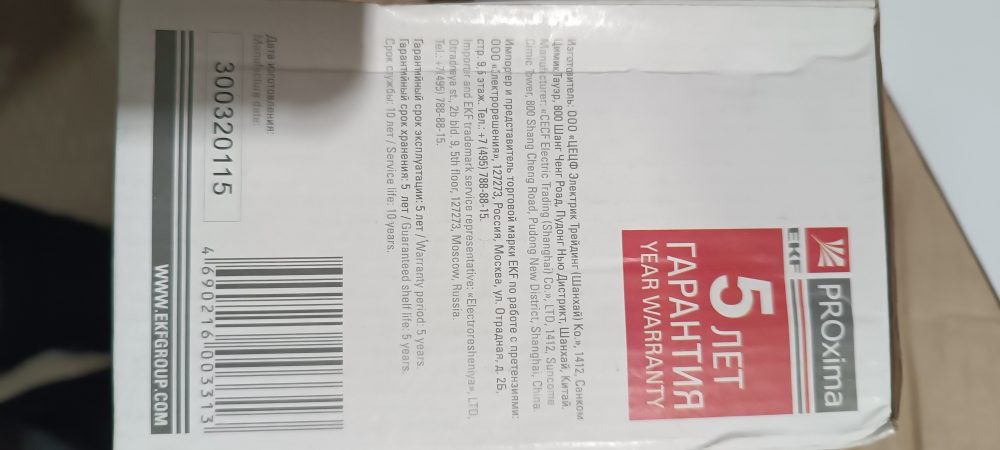 EKF
PROxima
5 ЛЕТ
ГАРАНТИЯ
YEAR WARRANTY
Изготовитель: ООО «ЦЕЦФ Электрик Трейдинг (Шанхай) Ко.», 1412, Санком
Цимик Тауэр, 800 Шанг Ченг Роад, Пудонг Нью Дистрикт, Шанхай, Китай.
Manufacturer: «CECF Electric Trading (Shanghai) Co.», LTD, 1412, Suncome
Cimic Tower, 800 Shang Cheng Road, Pudong New District, Shanghai, China.
Импортер и представитель торговой марки EKF по работе с претензиями:
ООО «Электрорешения», 127273, Россия, Москва, ул. Отрадная, д. 2Б,
стр. 9, 5 этаж. Тел.: +7 (495) 788-88-15.
Importer and EKF trademark service representative: «Electroresheniya», LTD,
Otradnaya st., 2b bld. 9, 5th floor, 127273, Moscow, Russia.
Tel.: +7 (495) 788-88-15.
Гарантийный срок эксплуатации: 5 лет / Warranty period: 5 years.
Гарантийный срок хранения: 5 лет / Guaranteed shelf life: 5 years.
Срок службы: 10 лет / Service life: 10 years.
Дата изготовления:
Manufacture date:
300320115
4690216003313
WWW.EKFGROUP.COM